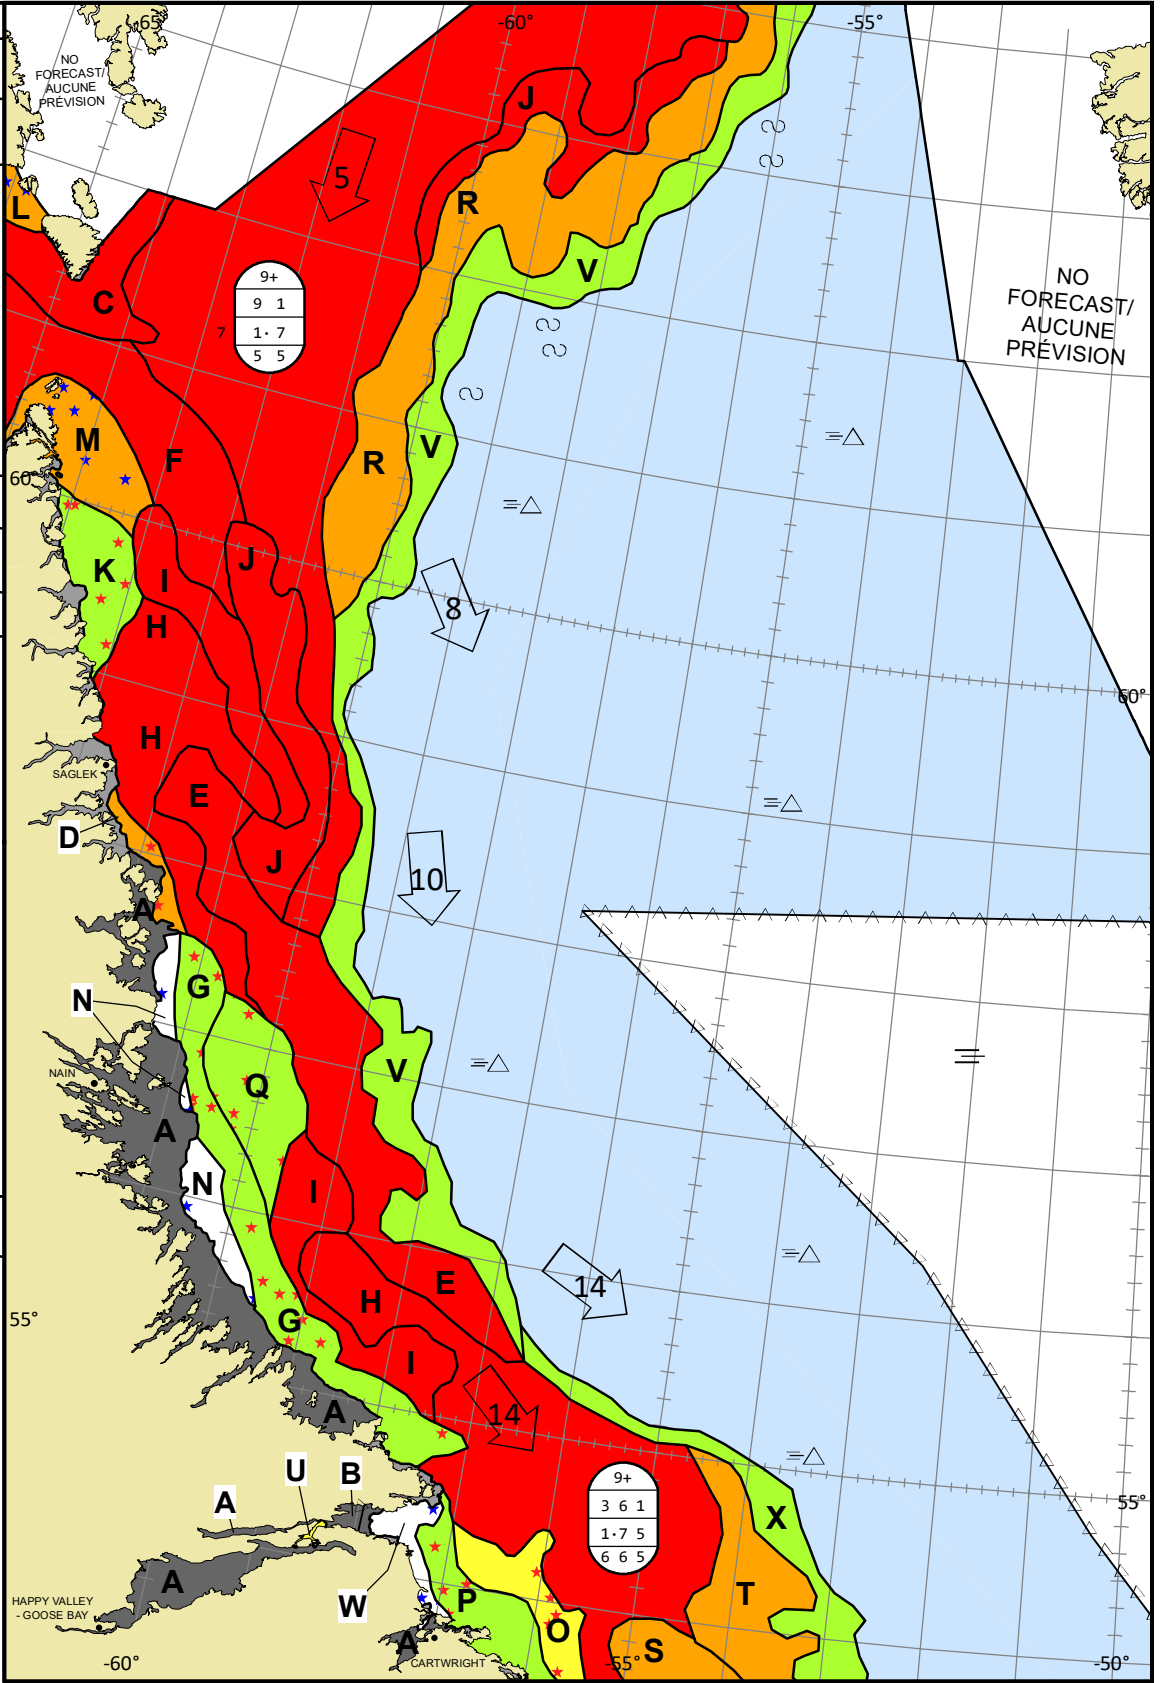 -65°
-60°
-55°
NO
FORECAST/
AUCUNE
PRÉVISION
J
5
L
R
V
C
9+
9 1
7 1·7
5 5
NO
FORECAST/
AUCUNE
PRÉVISION
M
F
R
V
60°
K
I
J
H
8
60°
H
SAGLEK
E
D
J
10
A
G
N
NAIN
Q
V
A
N
I
H
E
14
55°
G
I
A
14
U
B
A
9+
3 6 1
1·7 5
6 6 5
55°
X
A
HAPPY VALLEY
- GOOSE BAY
W
P
T
O
A
S
CARTWRIGHT
-60°
-55°
-50°